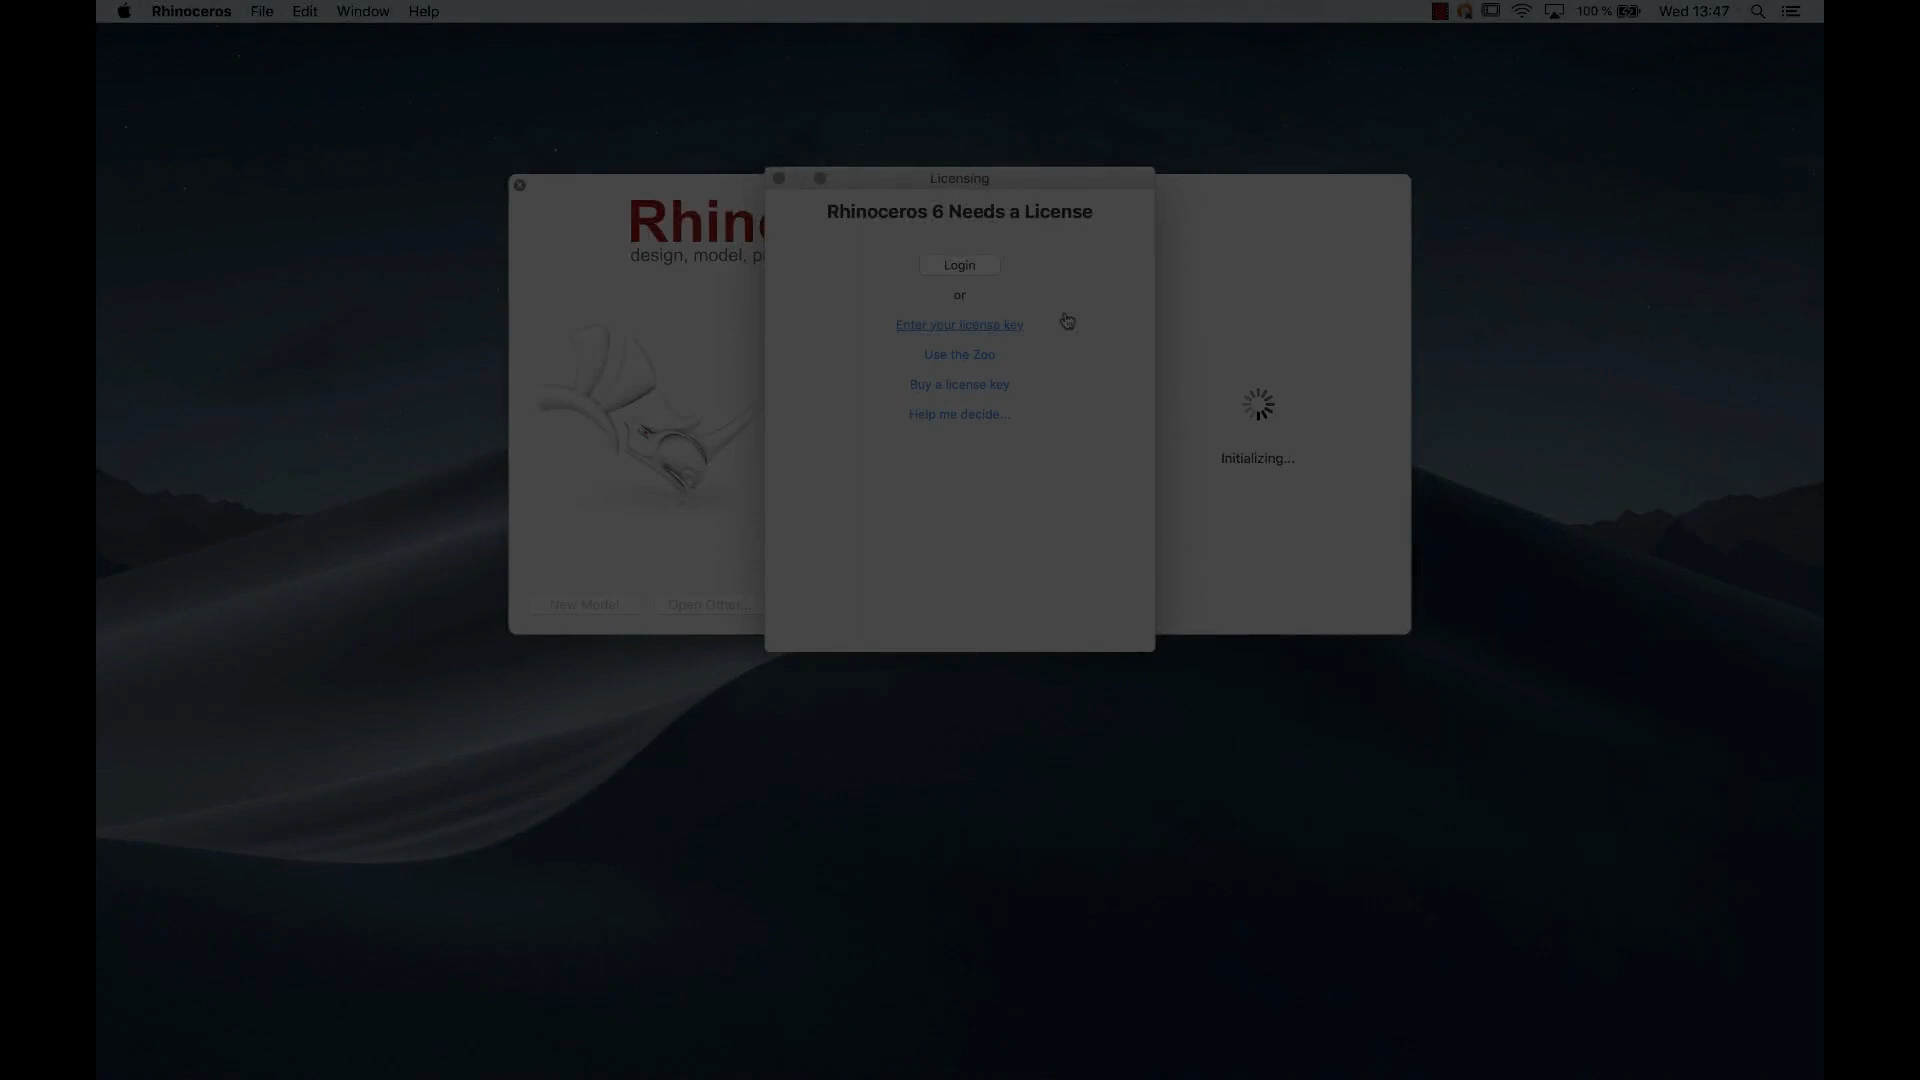 Rhinoceros File Edit Window Help 100 % Wed 13:47
Licensing
Rhinoceros 6 Needs a License
Rhin
design, model, p
Login
or
Enter your license key
Use the Zoo
Buy a license key
Help me decide...
Initializing...
New Model Open Other...